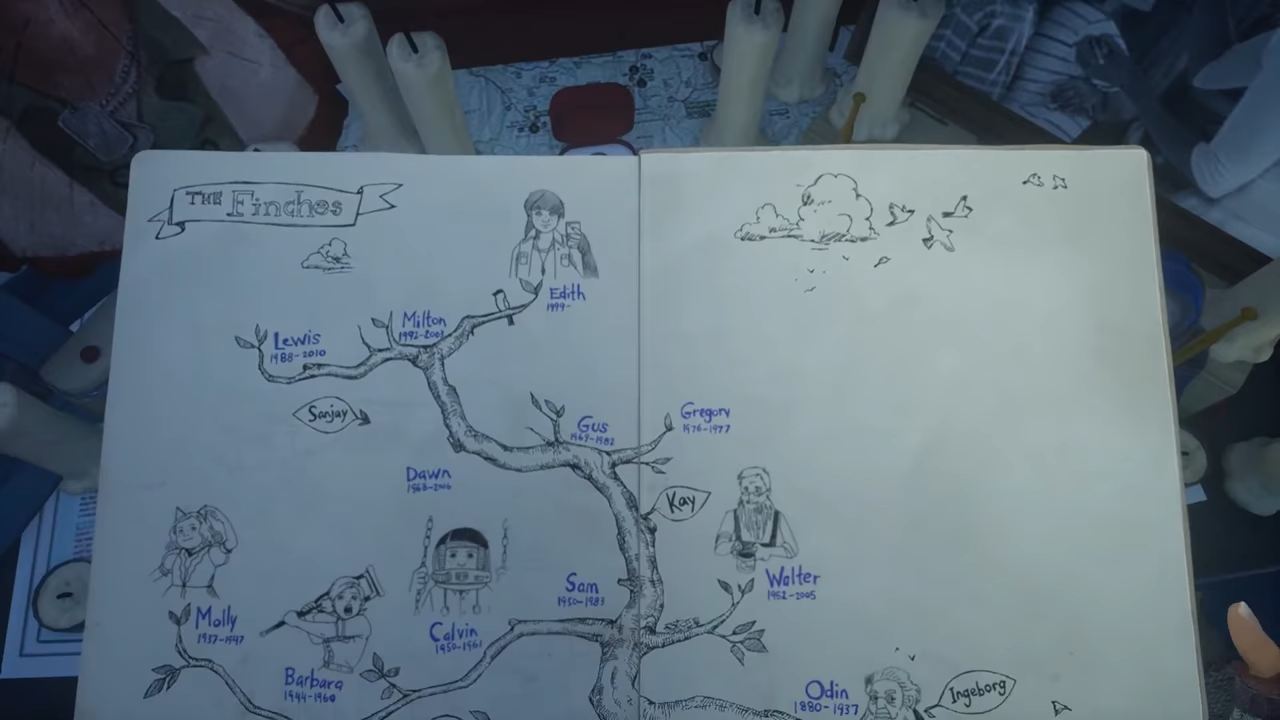 THE Finches
Edith
1999-
Milton
1992-2003
Lewis
1988-2010
Sanjay
Gus
1969-1982
Gregory
1976-1977
Dawn
1968-2016
Kay
Sam
1950-1983
Walter
1952-2005
Molly
1937-1947
Calvin
1950-1961
Barbara
1944-1960
Odin
1880-1937
Ingeborg